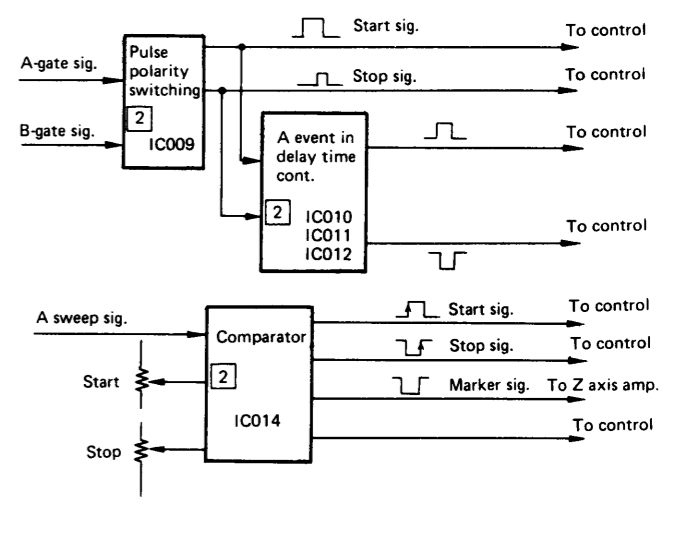 Start sig.
To control
A-gate sig.
Pulse
polarity
switching
Stop sig.
To control
2
B-gate sig.
IC009
A event in
delay time
cont.
To control
2
IC010
IC011
IC012
To control
A sweep sig.
Comparator
Start sig.
To control
Stop sig.
To control
Start
2
Marker sig.
To Z axis amp.
IC014
To control
Stop